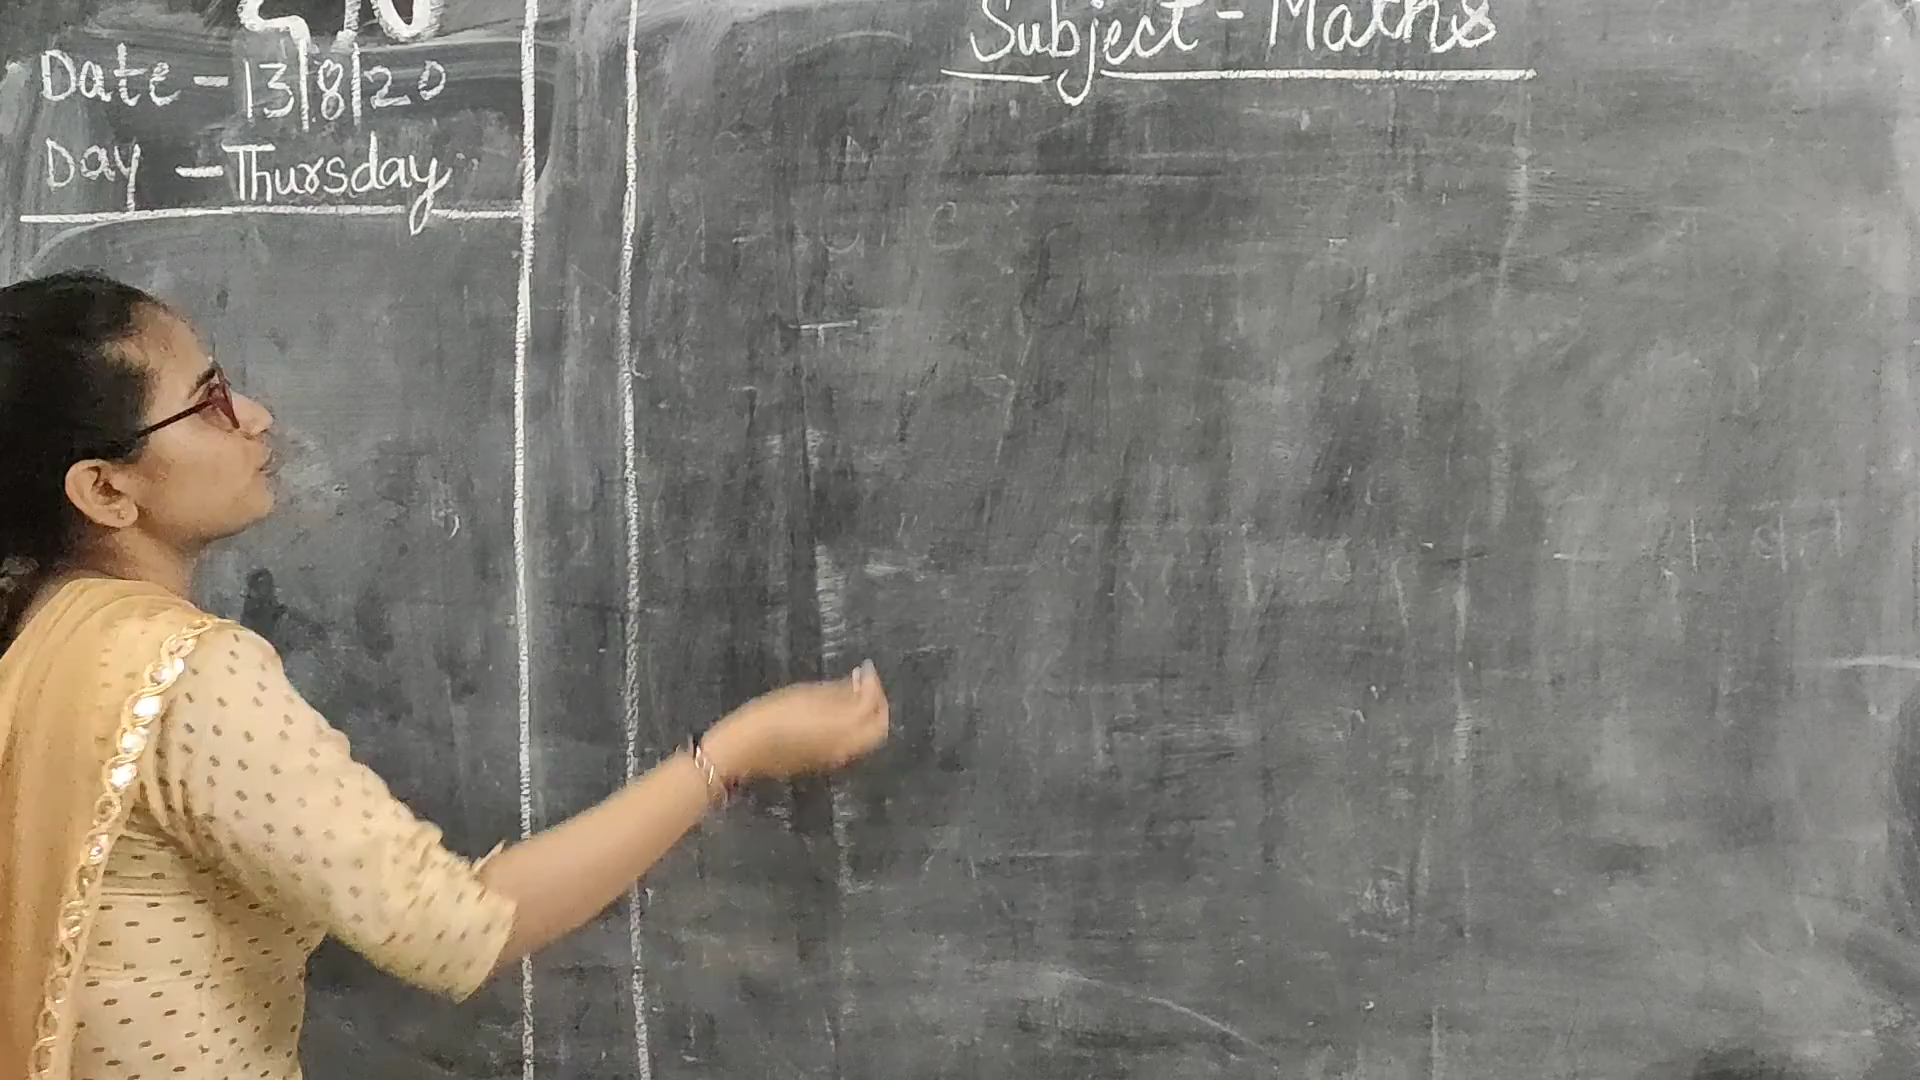 Date - 13/8/20
Day - Thursday
Subject - Maths